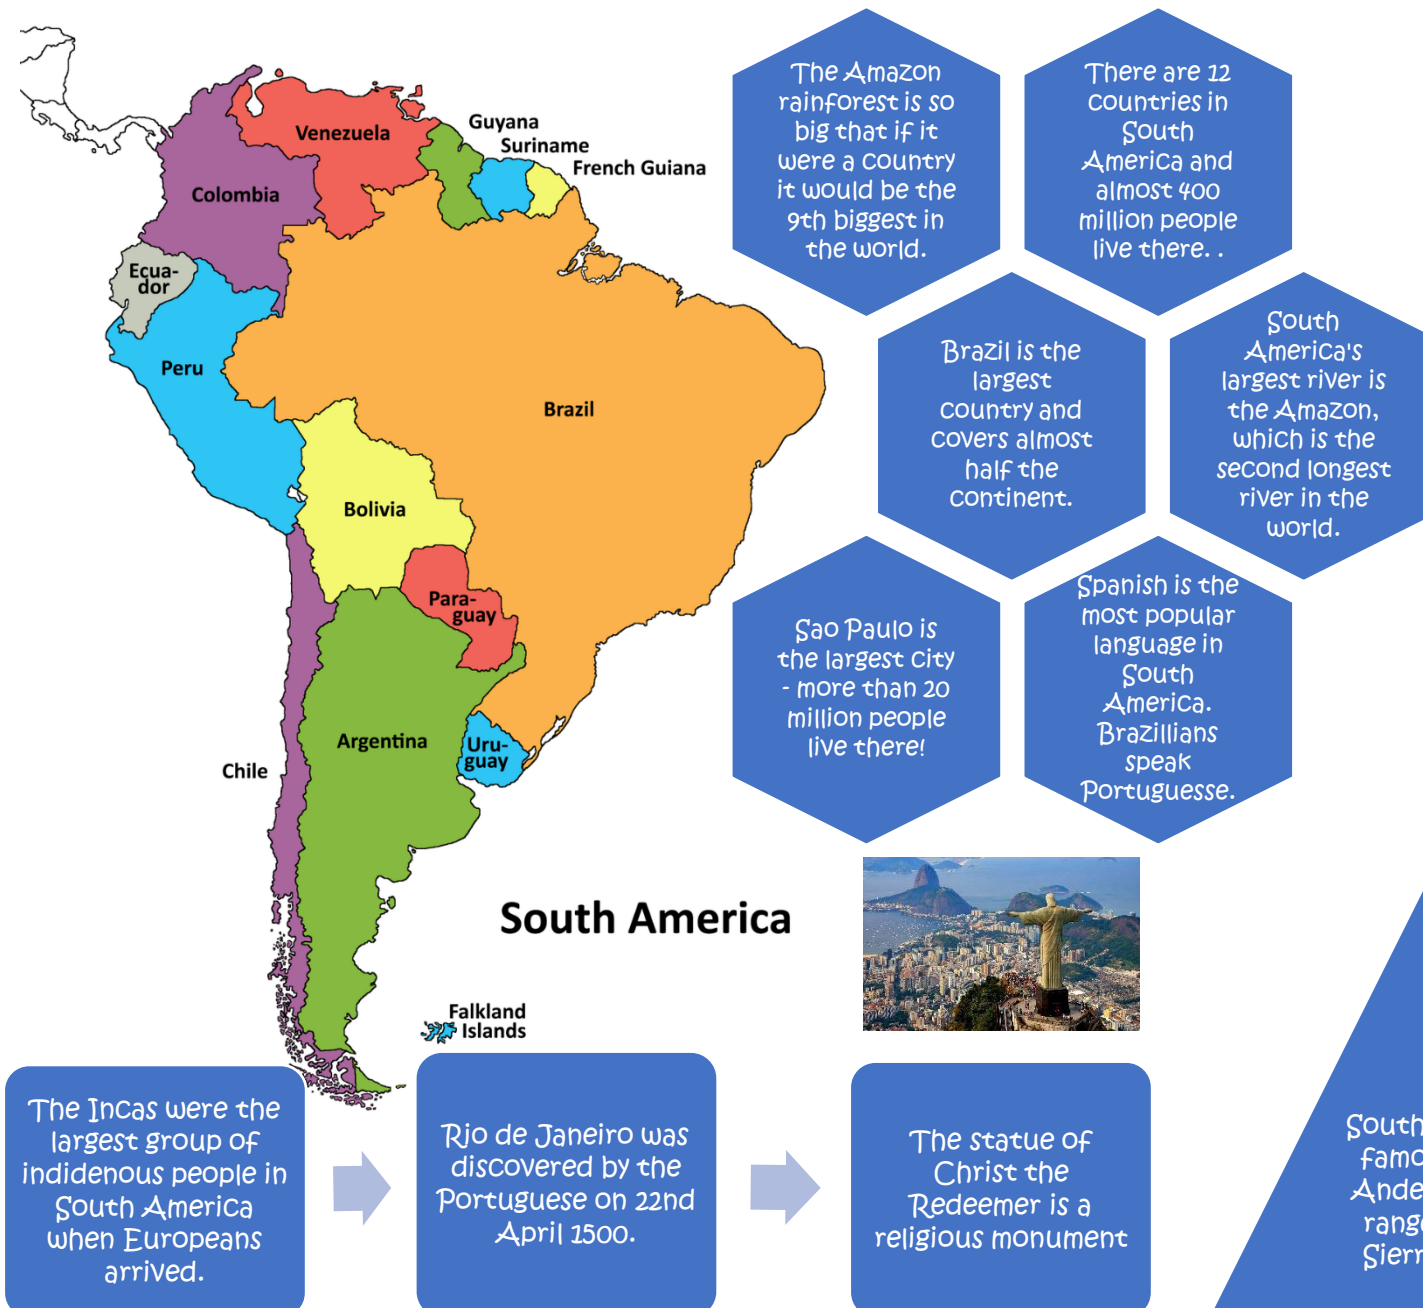 Venezuela
Guyana
Suriname
French Guiana
Colombia
Ecua-
dor
Peru
Brazil
Bolivia
Para-
guay
Argentina
Uru-
guay
Chile
South America
Falkland
Islands
The Amazon
rainforest is so
big that if it
were a country
it would be the
9th biggest in
the world.
There are 12
countries in
South
America and
almost 400
million people
live there. .
Brazil is the
largest
country and
covers almost
half the
continent.
South
America's
largest river is
the Amazon,
which is the
second longest
river in the
world.
Sao Paulo is
the largest city
- more than 20
million people
live there!
Spanish is the
most popular
language in
South
America.
Brazillians
speak
Portuguesse.
The Incas were the
largest group of
indidenous people in
South America
when Europeans
arrived.
Rio de Janeiro was
discovered by the
Portuguese on 22nd
April 1500.
The statue of
Christ the
Redeemer is a
religious monument
South
famo
Ande
rang
Sierr